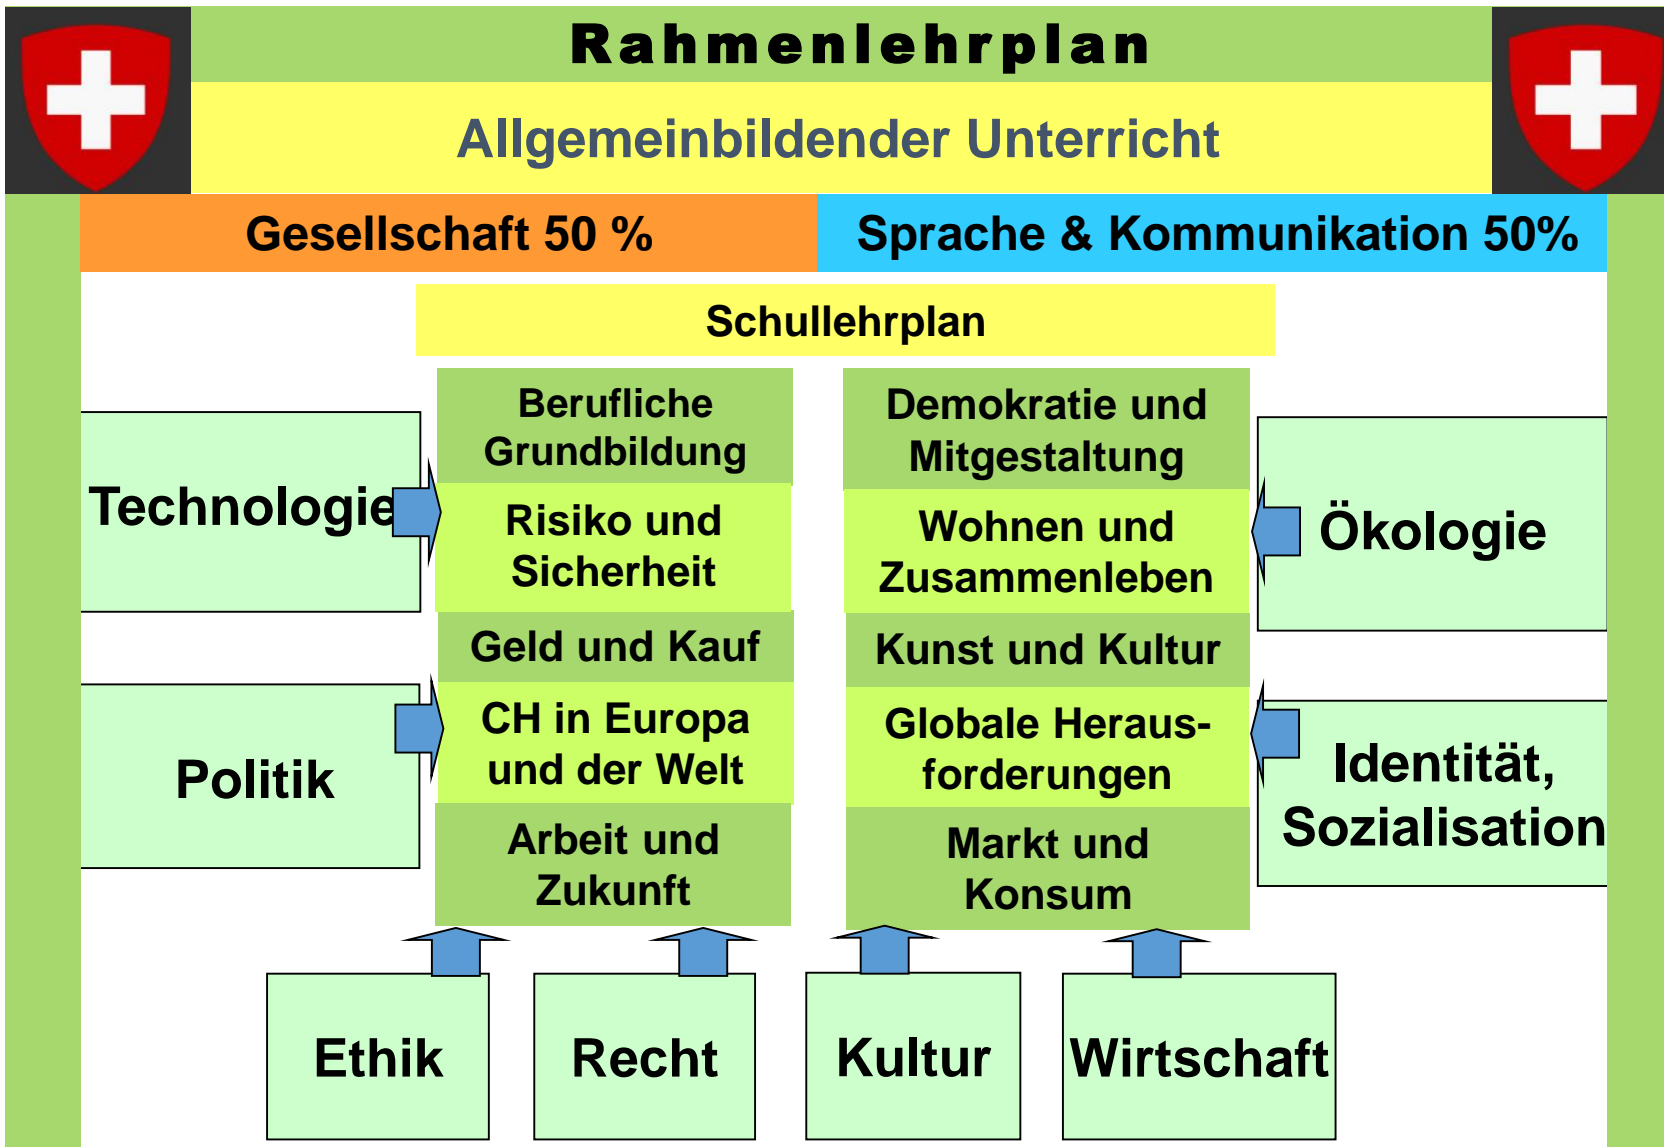 Rahmenlehrplan
Allgemeinbildender Unterricht
Gesellschaft 50 %
Sprache & Kommunikation 50%
Schullehrplan
Technologie
Politik
Berufliche
Grundbildung
Risiko und
Sicherheit
Geld und Kauf
CH in Europa
und der Welt
Arbeit und
Zukunft
Demokratie und
Mitgestaltung
Wohnen und
Zusammenleben
Kunst und Kultur
Globale Heraus-
forderungen
Markt und
Konsum
Ökologie
Identität,
Sozialisation
Ethik
Recht
Kultur
Wirtschaft